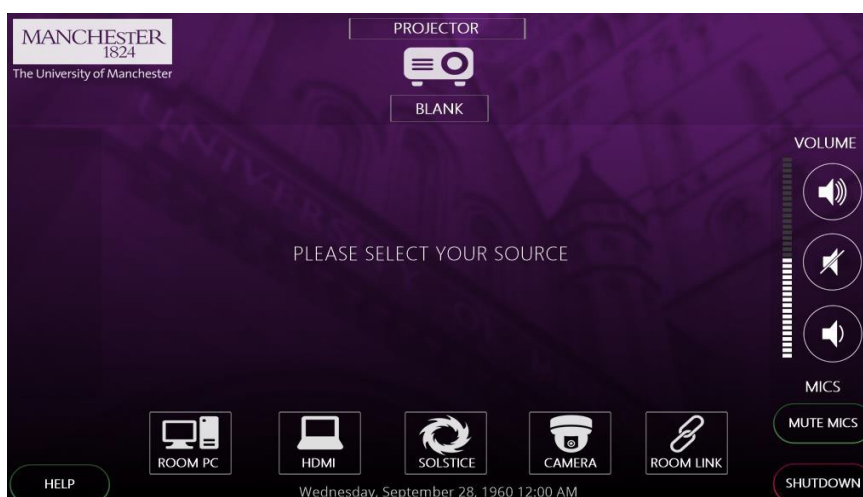 MANCHESTER
1824
The University of Manchester
PROJECTOR
BLANK
VOLUME
PLEASE SELECT YOUR SOURCE
MICS
MUTE MICS
ROOM PC
HDMI
SOLSTICE
CAMERA
ROOM LINK
HELP
Wednesday, September 28, 1960 12:00 AM
SHUTDOWN